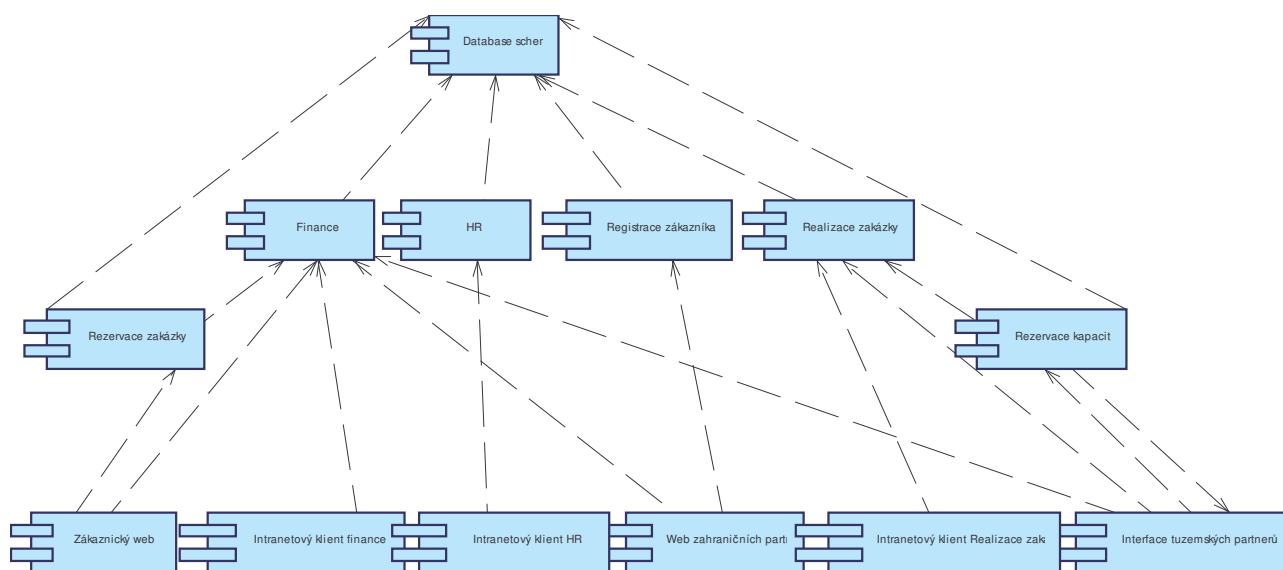 Database scher
Finance
HR
Registrace zákazníka
Realizace zakázky
Rezervace zakázky
Rezervace kapacit
Zákaznický web
Intranetový klient finance
Intranetový klient HR
Web zahraničních partı
Intranetový klient Realizace zak
Interface tuzemských partnerů